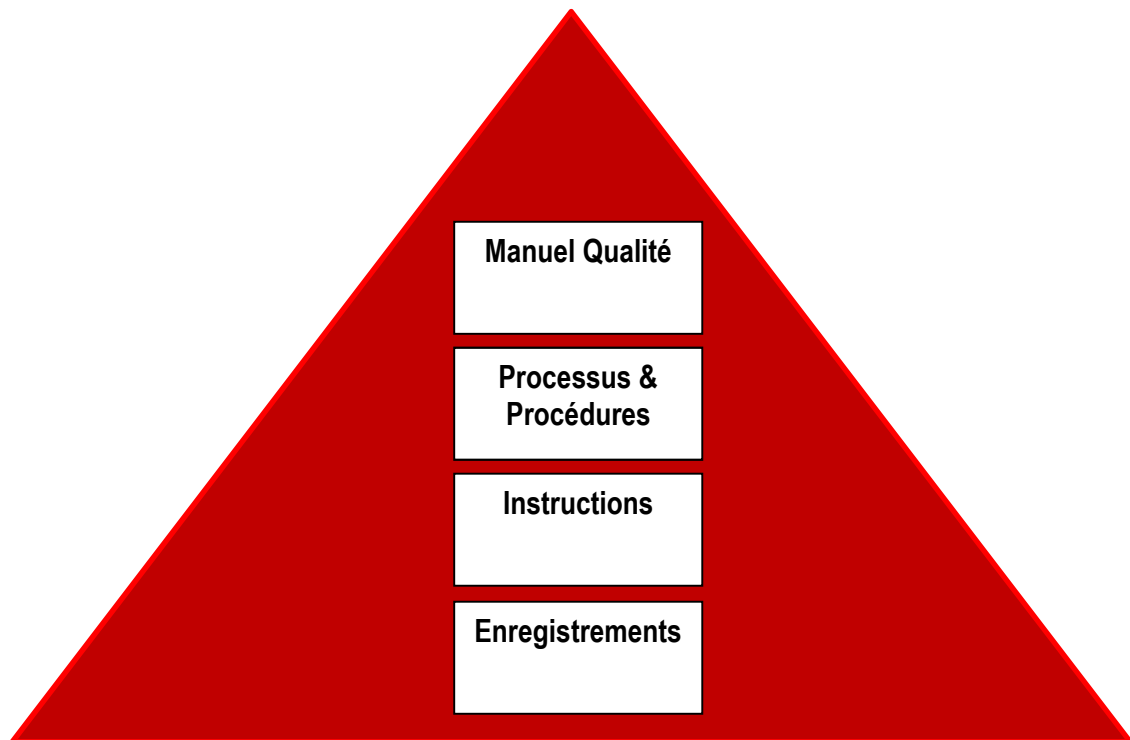 Manuel Qualité
Processus &
Procédures
Instructions
Enregistrements